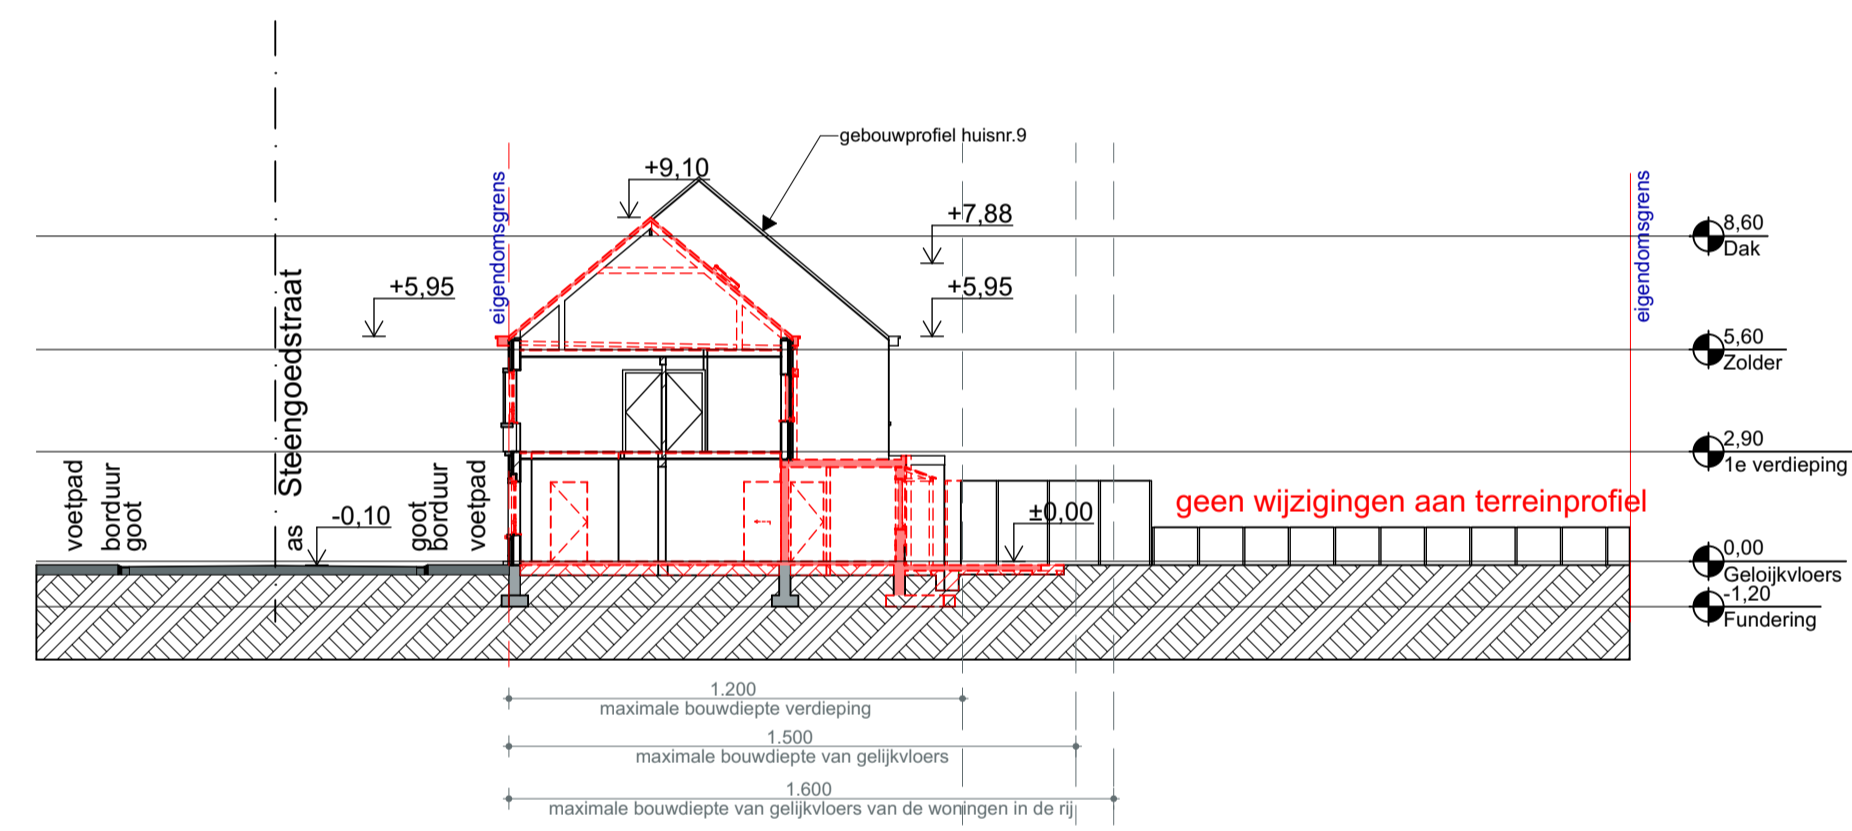 gebouwprofiel huisnr.9
+9,10
+7,88
+5,95
+5,95
eigendomsgrens
eigendomsgrens
8,60
Dak
5,60
Zolder
2,90
1e verdieping
0,00
Geloijkvloers
-1,20
Fundering
as Steengoedstraat
voetpad
borduur
goot
-0,10
goot
borduur
voetpad
±0,00
geen wijzigingen aan terreinprofiel
1.200
maximale bouwdiepte verdieping
1.500
maximale bouwdiepte van gelijkvloers
1.600
maximale bouwdiepte van gelijkvloers van de woningen in de rij